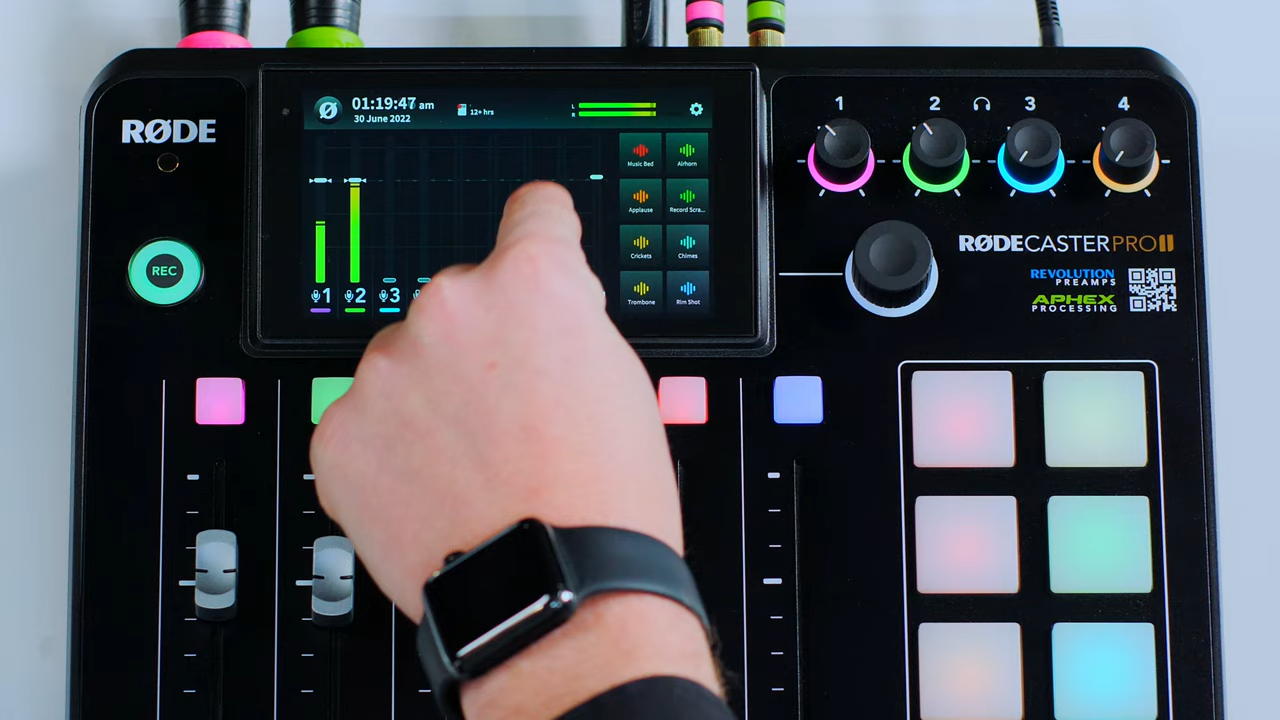 RØDE
01:19:47 am
30 June 2022
12+ hrs
L
R
Music Bed
Airhorn
Applause
Record Scra...
Crickets
Chimes
Trombone
Rim Shot
1
2
3
REC
1
2
3
4
RØDECASTER PRO II
REVOLUTION
PREAMPS
APHEX
PROCESSING